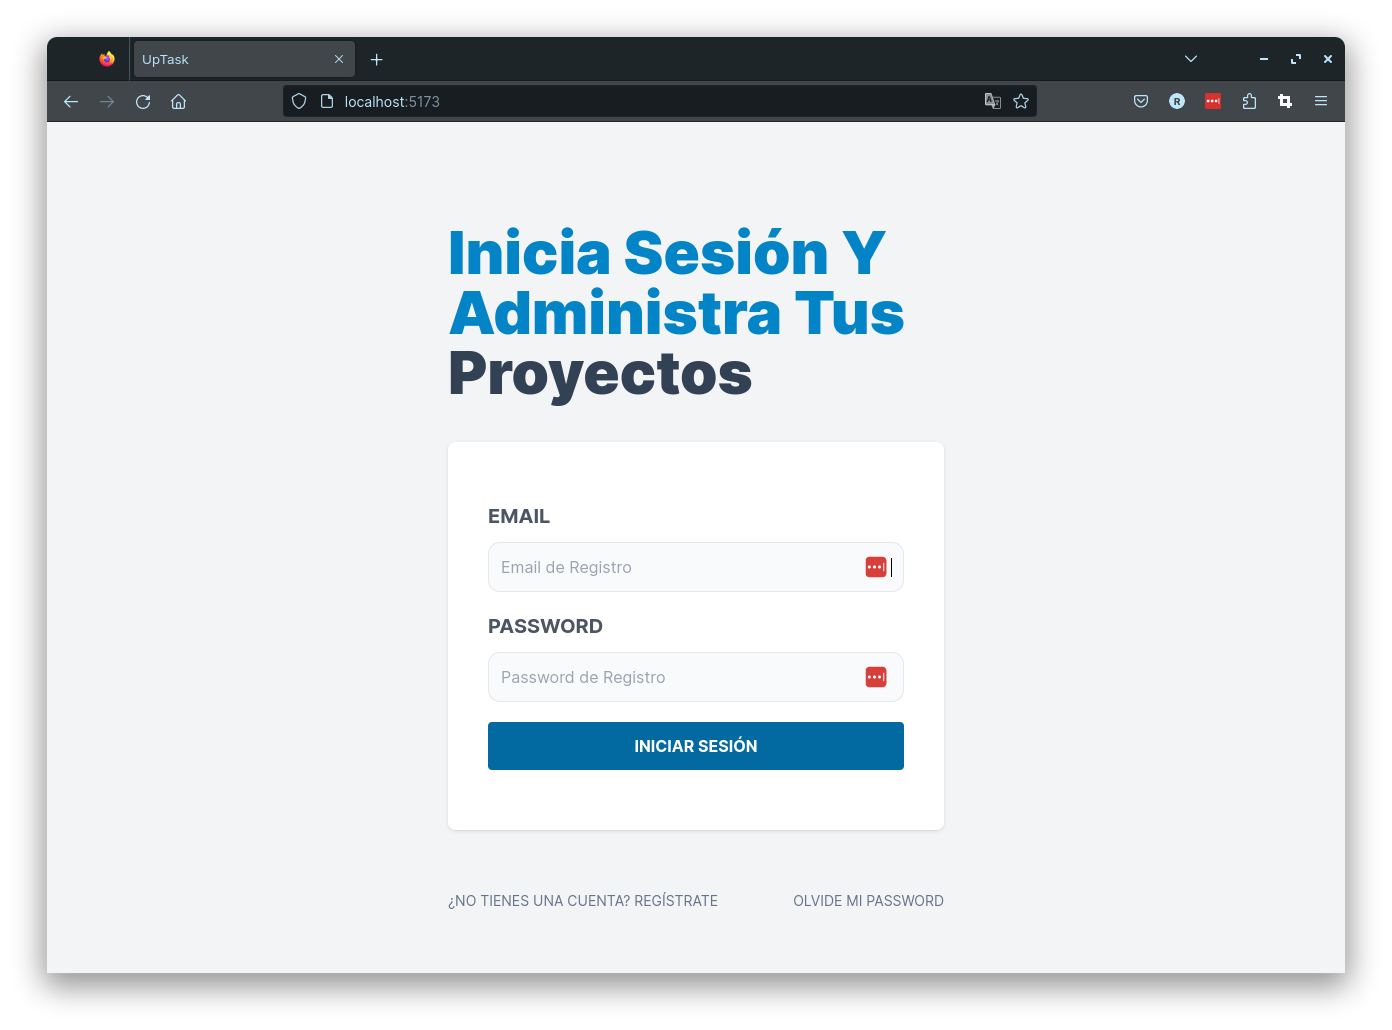 UpTask
localhost:5173
R
Inicia Sesión Y
Administra Tus
Proyectos
EMAIL
Email de Registro
PASSWORD
Password de Registro
INICIAR SESIÓN
¿NO TIENES UNA CUENTA? REGÍSTRATE
OLVIDE MI PASSWORD